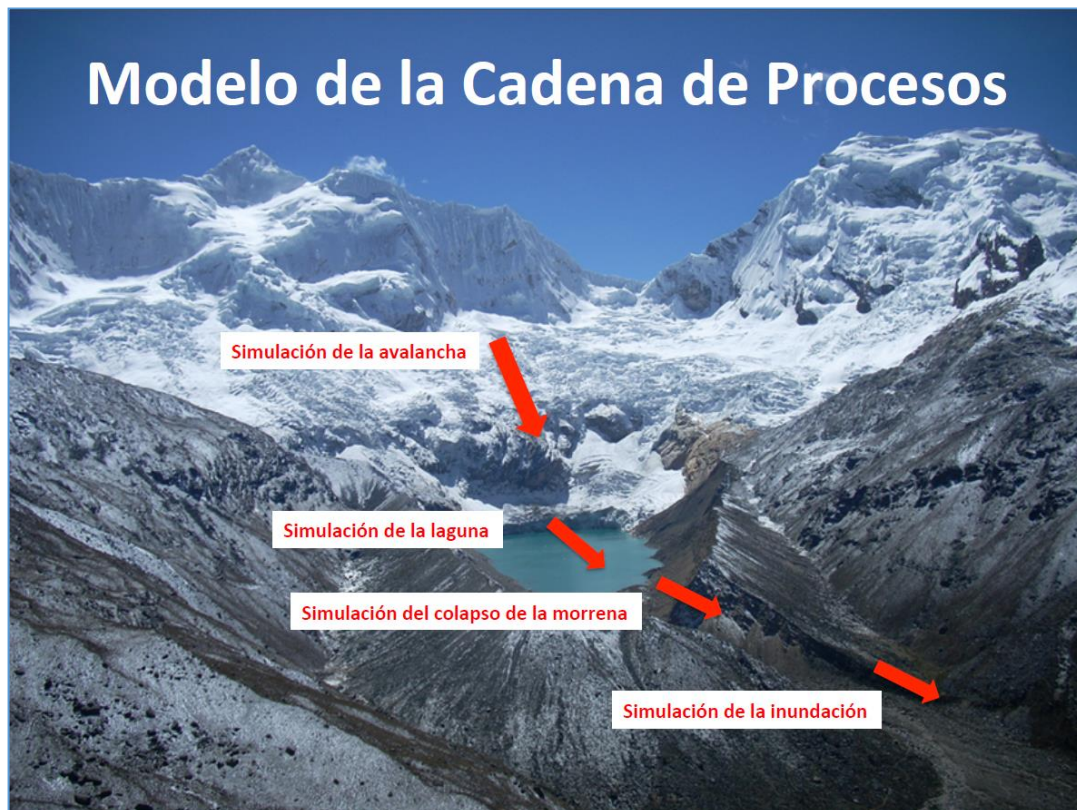 Modelo de la Cadena de Procesos
Simulación de la avalancha
Simulación de la laguna
Simulación del colapso de la morrena
Simulación de la inundación